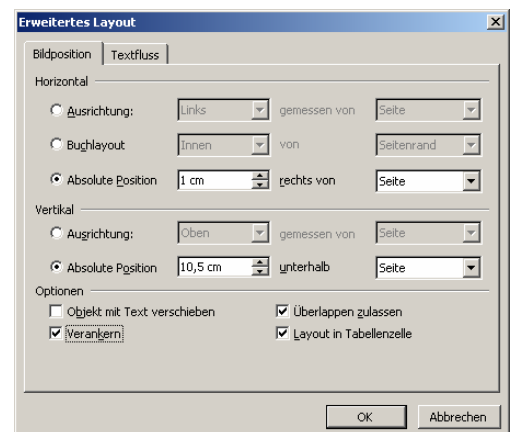 Erweitertes Layout
Bildposition Textfluss
Horizontal
Ausrichtung: Links gemessen von Seite
Buchlayout Innen von Seitenrand
Absolute Position 1 cm rechts von Seite
Vertikal
Ausrichtung: Oben gemessen von Seite
Absolute Position 10,5 cm unterhalb Seite
Optionen
Objekt mit Text verschieben Überlappen zulassen
Verankern Layout in Tabellenzelle
OK Abbrechen